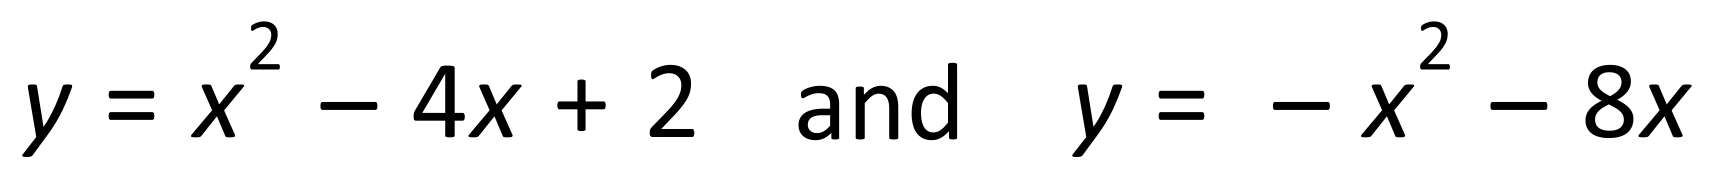 y = x² − 4x + 2 and y = − x² − 8x